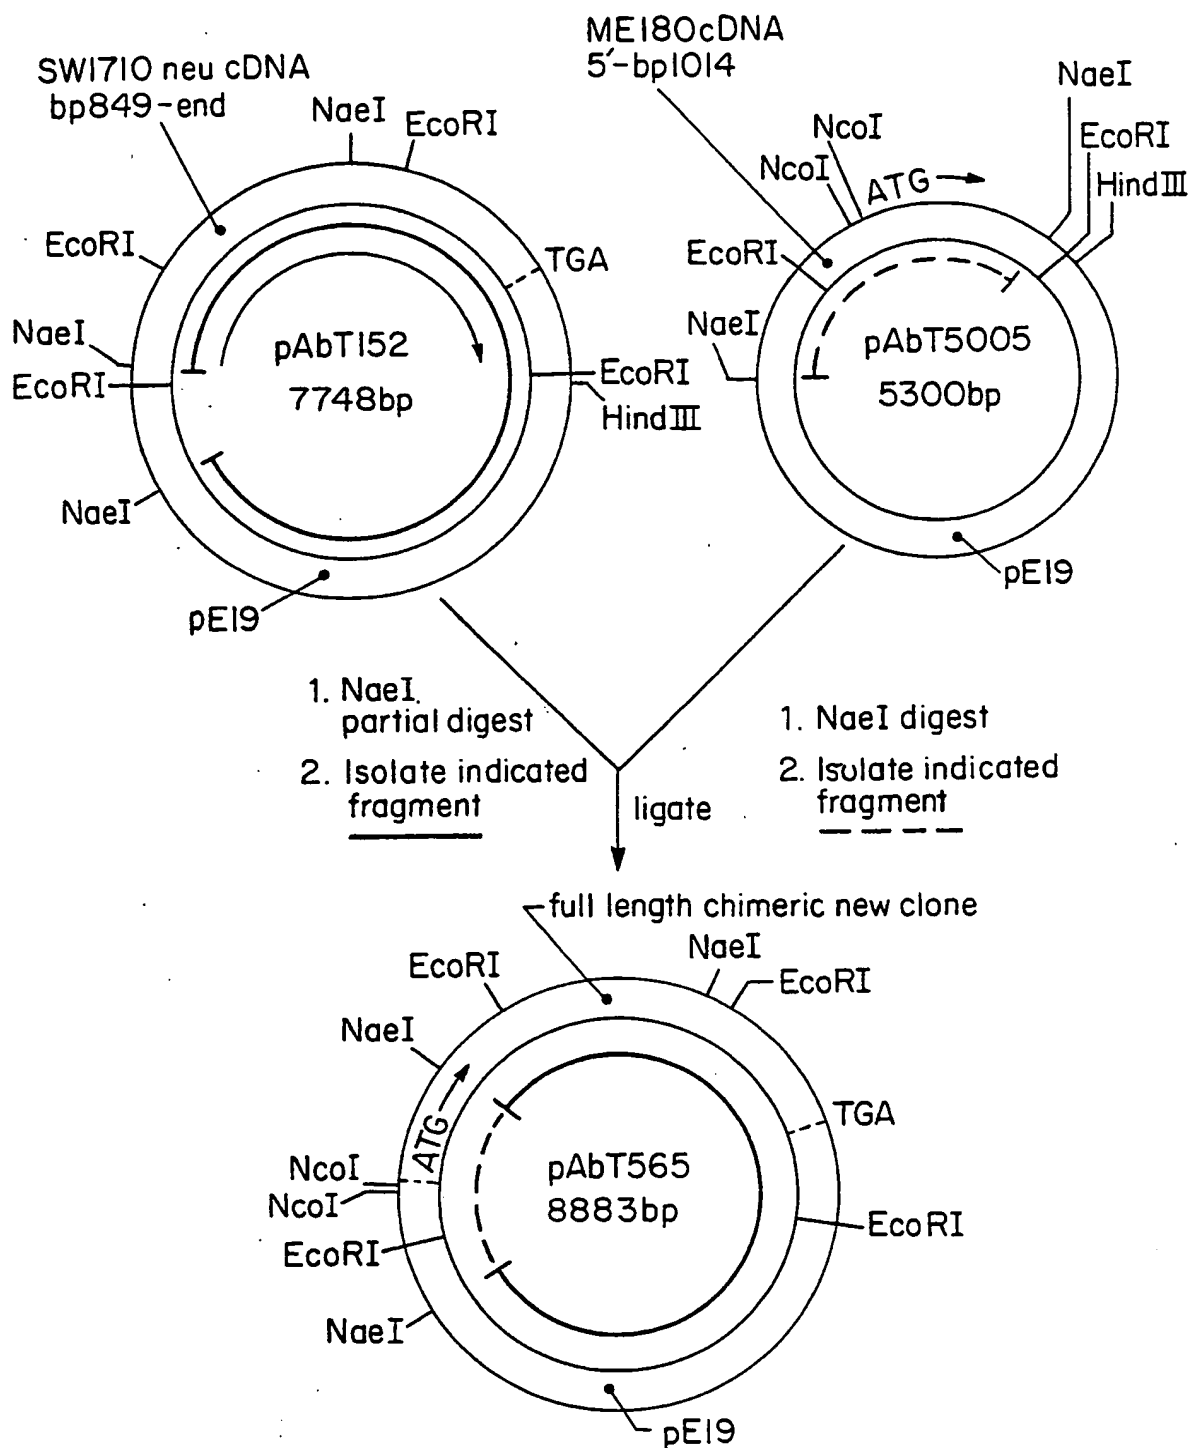 SW1710 neu cDNA
bp849-end
NaeI
EcoRI
EcoRI
NaeI
EcoRI
NaeI
TGA
EcoRI
HindIII
pAbT152
7748bp
pE19
ME180cDNA
5′-bp1014
NcoI
NcoI
ATG
NaeI
EcoRI
HindIII
EcoRI
NaeI
pAbT5005
5300bp
pE19
1. NaeI
partial digest
2. Isolate indicated
fragment
1. NaeI digest
2. Isolate indicated
fragment
ligate
full length chimeric new clone
NaeI
EcoRI
EcoRI
NaeI
ATG
NcoI
NcoI
EcoRI
NaeI
TGA
EcoRI
pAbT565
8883bp
pE19